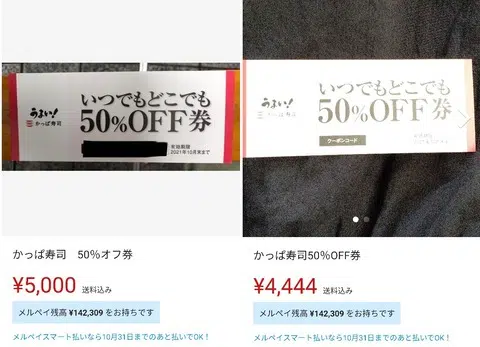 うまい!
かっぱ寿司
いつでもどこでも
50%OFF券
有効期限
2021年10月末まで
かっぱ寿司 50%オフ券
¥5,000 送料込み
メルペイ残高 ¥142,309 をお持ちです
メルペイスマート払いなら10月31日までのあと払いでOK!
うまい!
かっぱ寿司
いつでもどこでも
50%OFF券
クーポンコード
有効期限
かっぱ寿司50%OFF券
¥4,444 送料込み
メルペイ残高 ¥142,309 をお持ちです
メルペイスマート払いなら10月31日までのあと払いでOK!